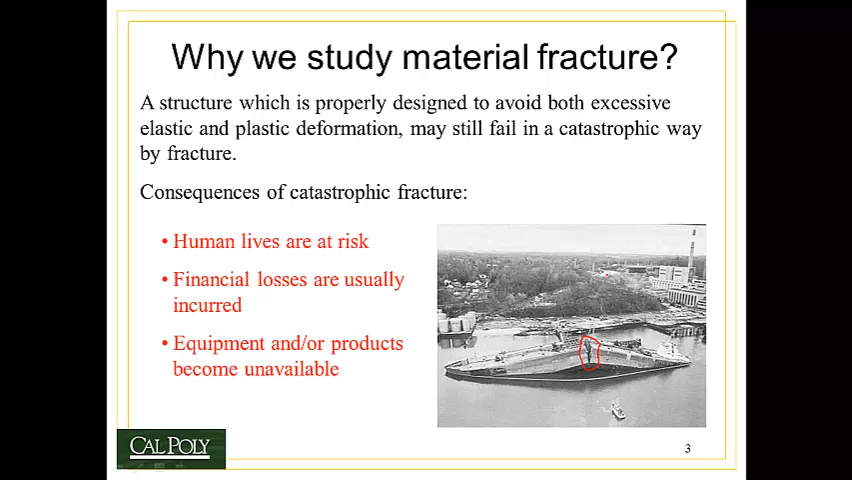 Why we study material fracture?
A structure which is properly designed to avoid both excessive
elastic and plastic deformation, may still fail in a catastrophic way
by fracture.
Consequences of catastrophic fracture:
• Human lives are at risk
• Financial losses are usually
incurred
• Equipment and/or products
become unavailable
CAL POLY
3